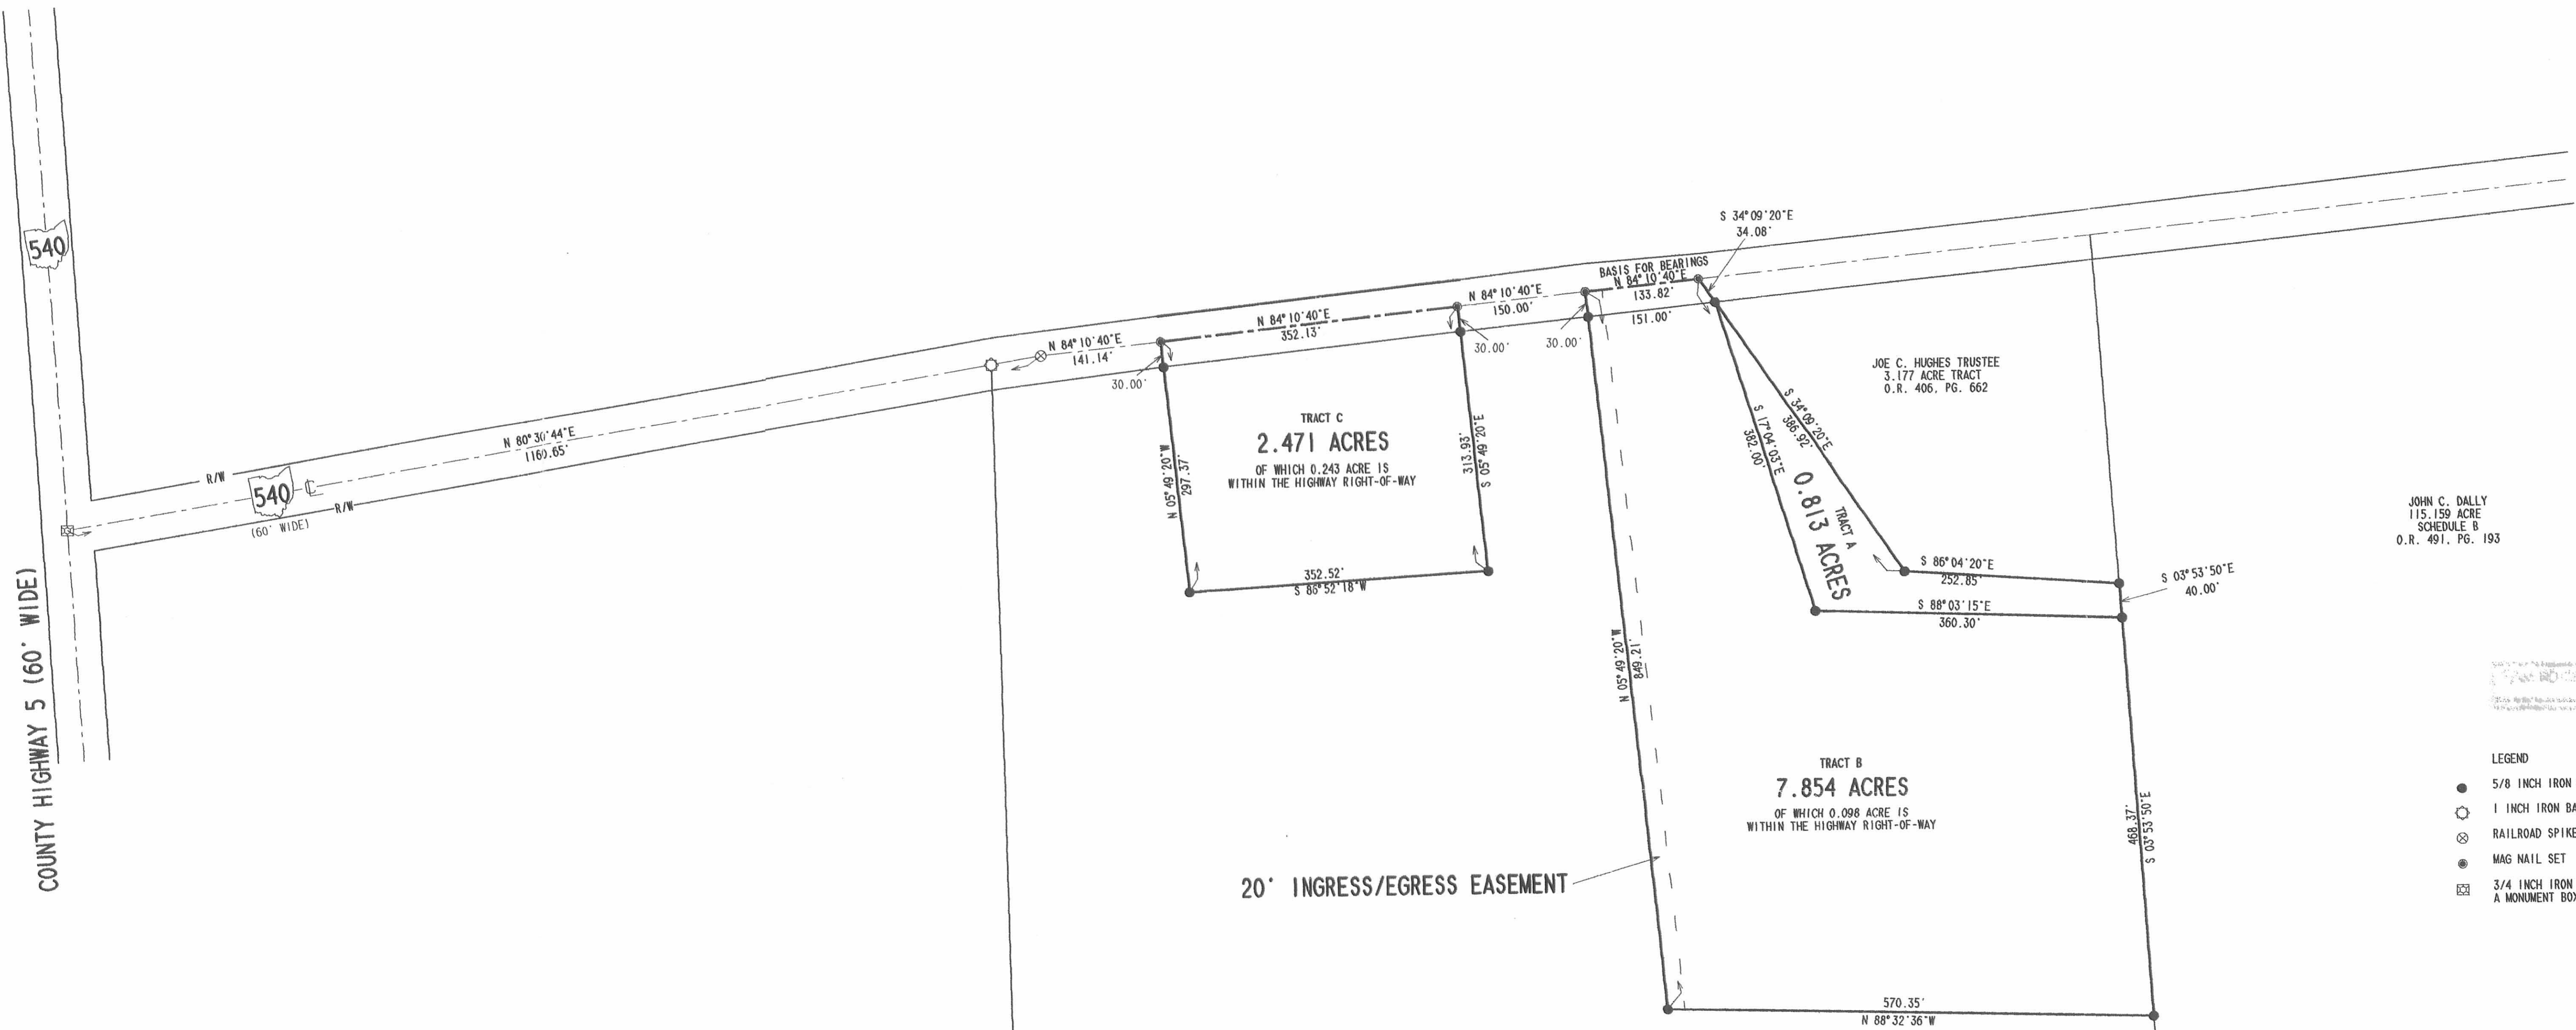 540
COUNTY HIGHWAY 5 (60' WIDE)
R/W
540
℄
(60' WIDE)
R/W
N 80°30'44"E
1160.65'
N 84°10'40"E
141.14'
30.00'
N 84°10'40"E
352.13'
N 84°10'40"E
150.00'
30.00'
30.00'
BASIS FOR BEARINGS
N 84°10'40"E
133.82'
151.00'
S 34°09'20"E
34.08'
TRACT C
2.471 ACRES
OF WHICH 0.243 ACRE IS
WITHIN THE HIGHWAY RIGHT-OF-WAY
N 05°49'20"W
297.37'
313.93'
S 05°49'20"E
352.52'
S 86°52'18"W
JOE C. HUGHES TRUSTEE
3.177 ACRE TRACT
O.R. 406, PG. 662
S 34°09'20"E
386.92'
S 17°04'03"E
382.00'
TRACT A
0.813 ACRES
S 86°04'20"E
252.85'
S 88°03'15"E
360.30'
S 03°53'50"E
40.00'
JOHN C. DALLY
115.159 ACRE
SCHEDULE B
O.R. 491, PG. 193
N 05°49'20"W
849.21'
TRACT B
7.854 ACRES
OF WHICH 0.098 ACRE IS
WITHIN THE HIGHWAY RIGHT-OF-WAY
20' INGRESS/EGRESS EASEMENT
468.37'
S 03°53'50"E
570.35'
N 88°32'36"W
LEGEND
5/8 INCH IRON
1 INCH IRON BA
RAILROAD SPIKE
MAG NAIL SET
3/4 INCH IRON
A MONUMENT BOX